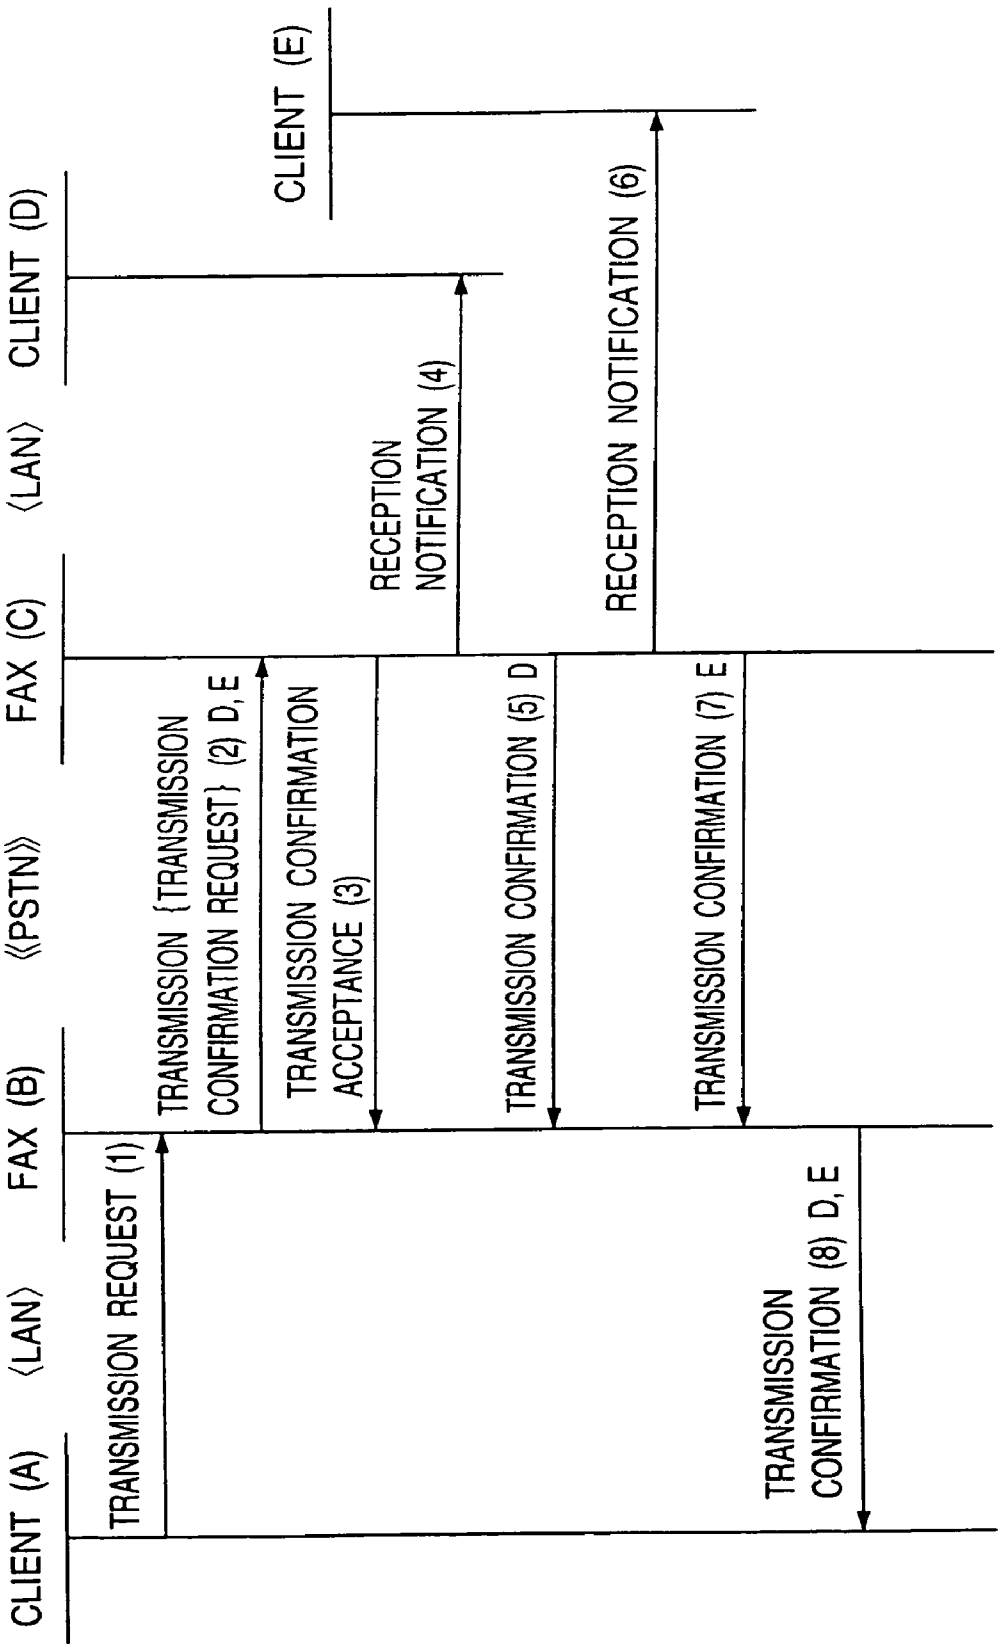 CLIENT (A) 〈LAN〉 FAX (B) 《PSTN》 FAX (C) 〈LAN〉 CLIENT (D)
CLIENT (E)
TRANSMISSION REQUEST (1)
TRANSMISSION {TRANSMISSION
CONFIRMATION REQUEST} (2) D, E
TRANSMISSION CONFIRMATION
ACCEPTANCE (3)
RECEPTION
NOTIFICATION (4)
TRANSMISSION CONFIRMATION (5) D
RECEPTION NOTIFICATION (6)
TRANSMISSION CONFIRMATION (7) E
TRANSMISSION
CONFIRMATION (8) D, E